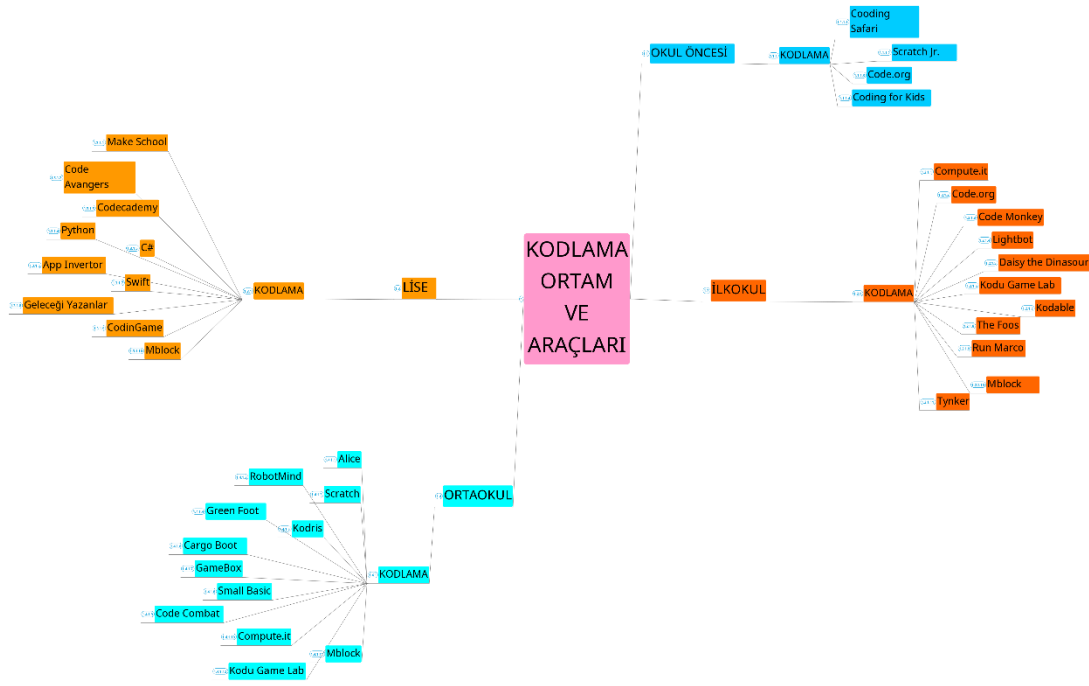 KODLAMA
ORTAM
VE
ARAÇLARI
OKUL ÖNCESİ
KODLAMA
Cooding
Safari
Scratch Jr.
Code.org
Coding for Kids
İLKOKUL
KODLAMA
Compute.it
Code.org
Code Monkey
Lightbot
Daisy the Dinasour
Kodu Game Lab
Kodable
The Foos
Run Marco
Mblock
Tynker
LİSE
KODLAMA
Make School
Code
Avangers
Codecademy
Python
C#
App Invertor
Swift
Geleceği Yazanlar
CodinGame
Mblock
ORTAOKUL
KODLAMA
Alice
RobotMind
Scratch
Green Foot
Kodris
Cargo Boot
GameBox
Small Basic
Code Combat
Compute.it
Mblock
Kodu Game Lab